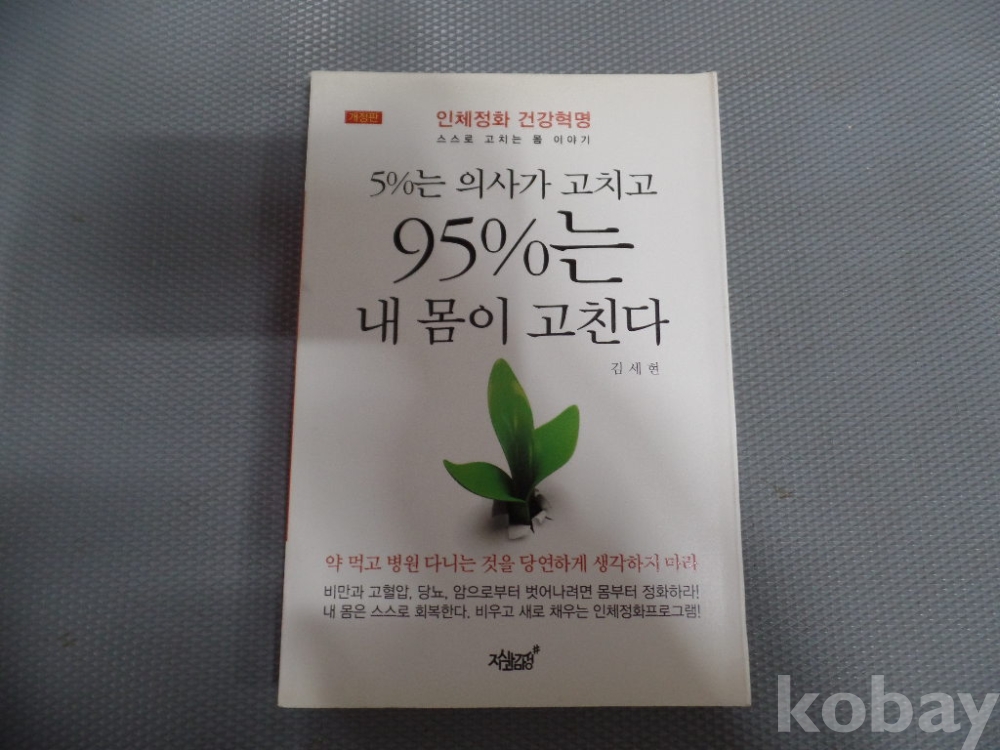 개정판
인체정화 건강혁명
스스로 고치는 몸 이야기
5%는 의사가 고치고
95%는
내 몸이 고친다
김세현
약 먹고 병원 다니는 것을 당연하게 생각하지 마라
비만과 고혈압, 당뇨, 암으로부터 벗어나려면 몸부터 정화하라!
내 몸은 스스로 회복한다. 비우고 새로 채우는 인체정화프로그램!
지식과감성#
kobay